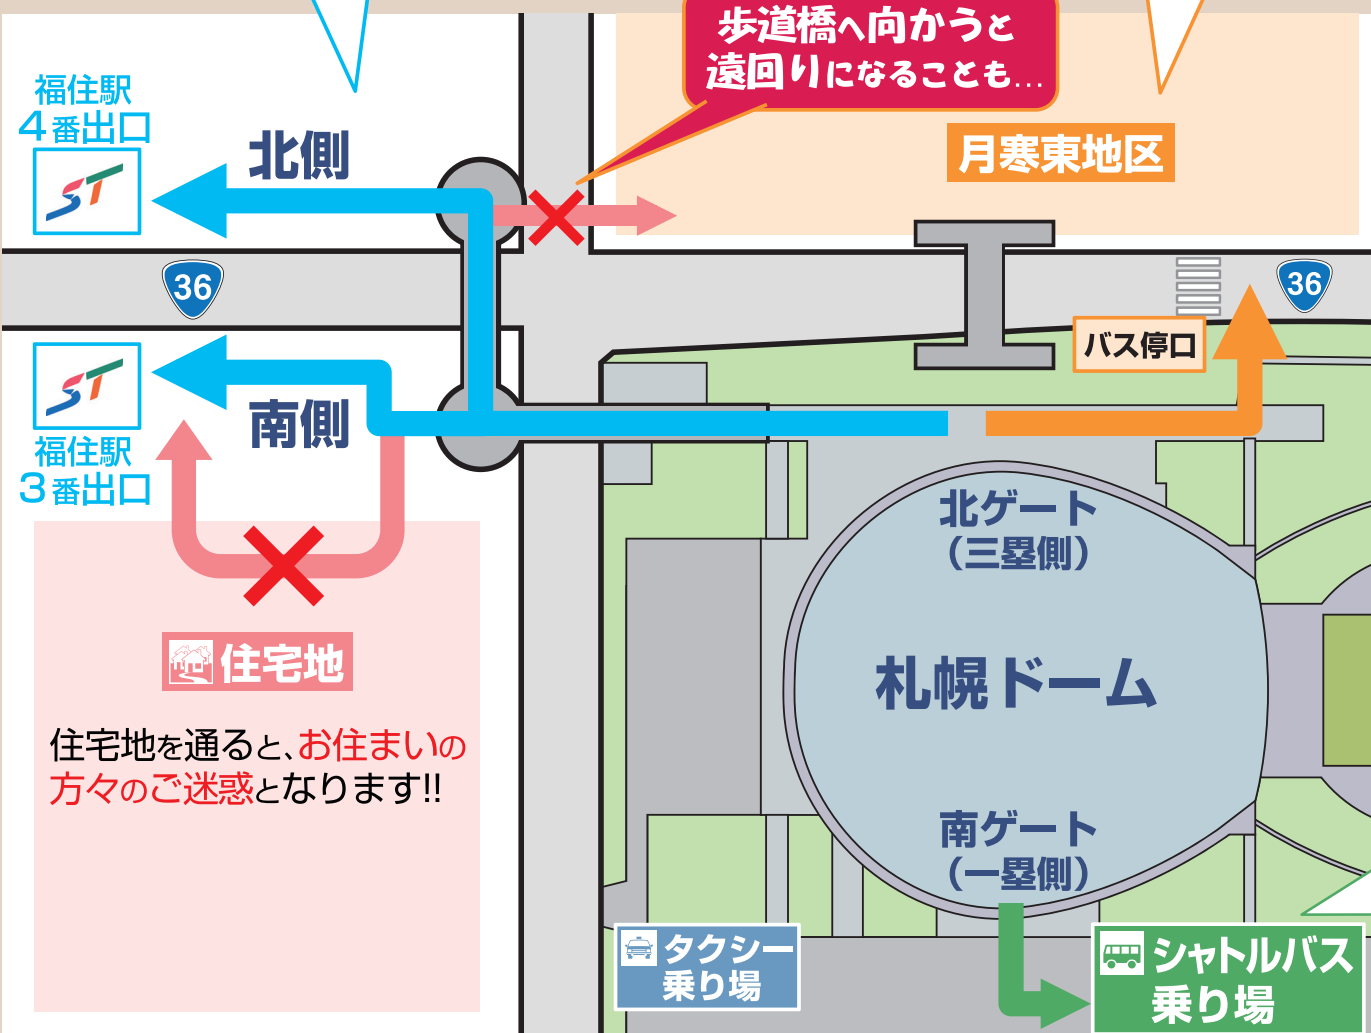 歩道橋へ向かうと
遠回りになることも…
福住駅
4番出口
ST
北側
月寒東地区
36
36
バス停口
ST
南側
福住駅
3番出口
北ゲート
（三塁側）
住宅地
札幌ドーム
住宅地を通ると、お住まいの
方々のご迷惑となります!!
南ゲート
（一塁側）
タクシー
乗り場
シャトルバス
乗り場